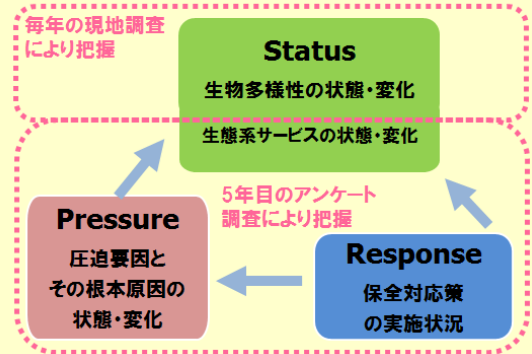 毎年の現地調査
により把握
Status
生物多様性の状態・変化
生態系サービスの状態・変化
5年目のアンケート
調査により把握
Pressure
圧迫要因と
その根本原因の
状態・変化
Response
保全対応策
の実施状況